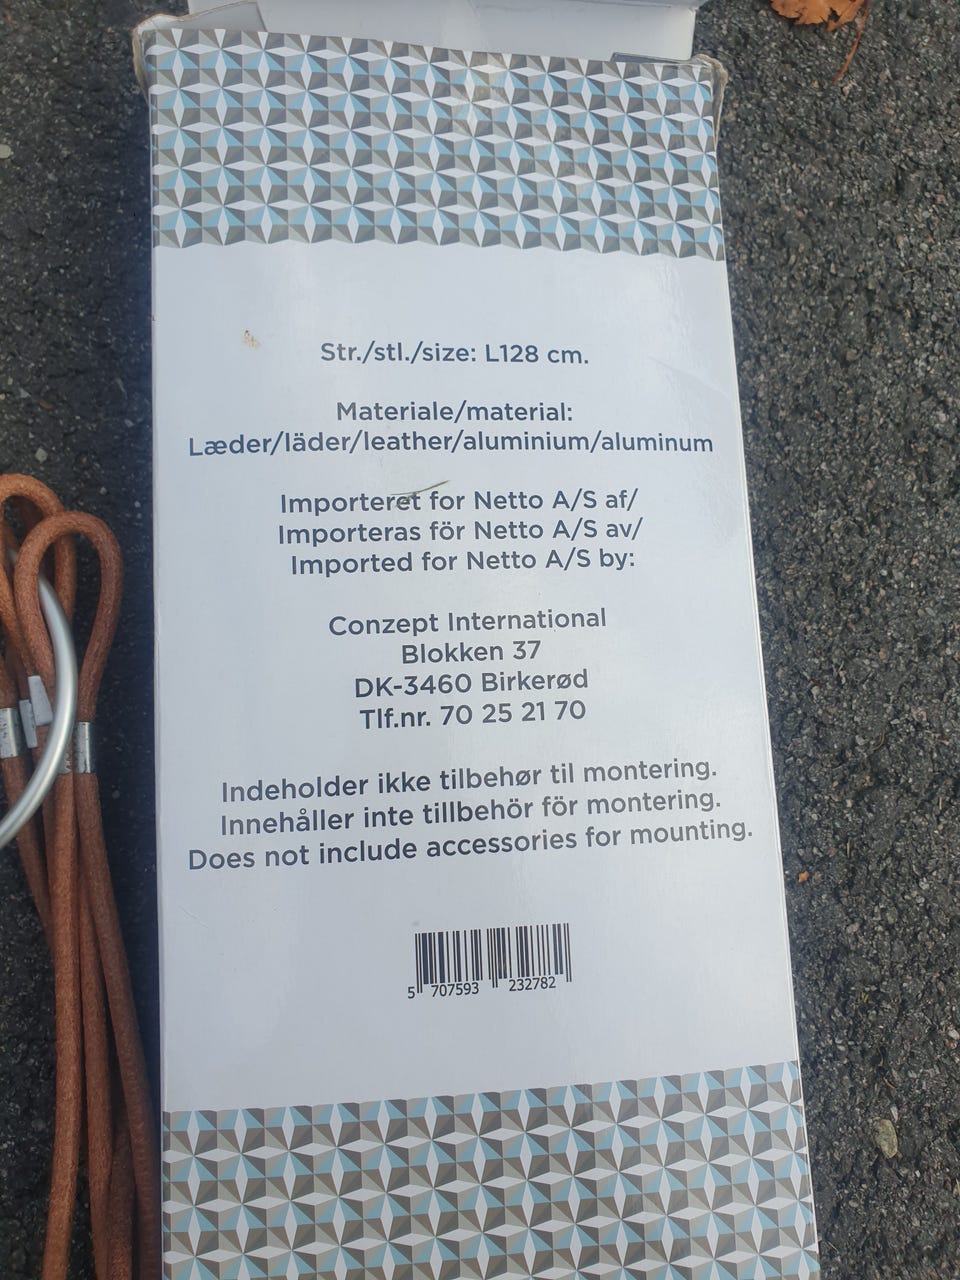 Str./stl./size: L128 cm.
Materiale/material:
Læder/läder/leather/aluminium/aluminum
Importeret for Netto A/S af/
Importeras för Netto A/S av/
Imported for Netto A/S by:
Conzept International
Blokken 37
DK-3460 Birkerød
Tlf.nr. 70 25 21 70
Indeholder ikke tilbehør til montering.
Innehåller inte tillbehör för montering.
Does not include accessories for mounting.
5 707593 232782